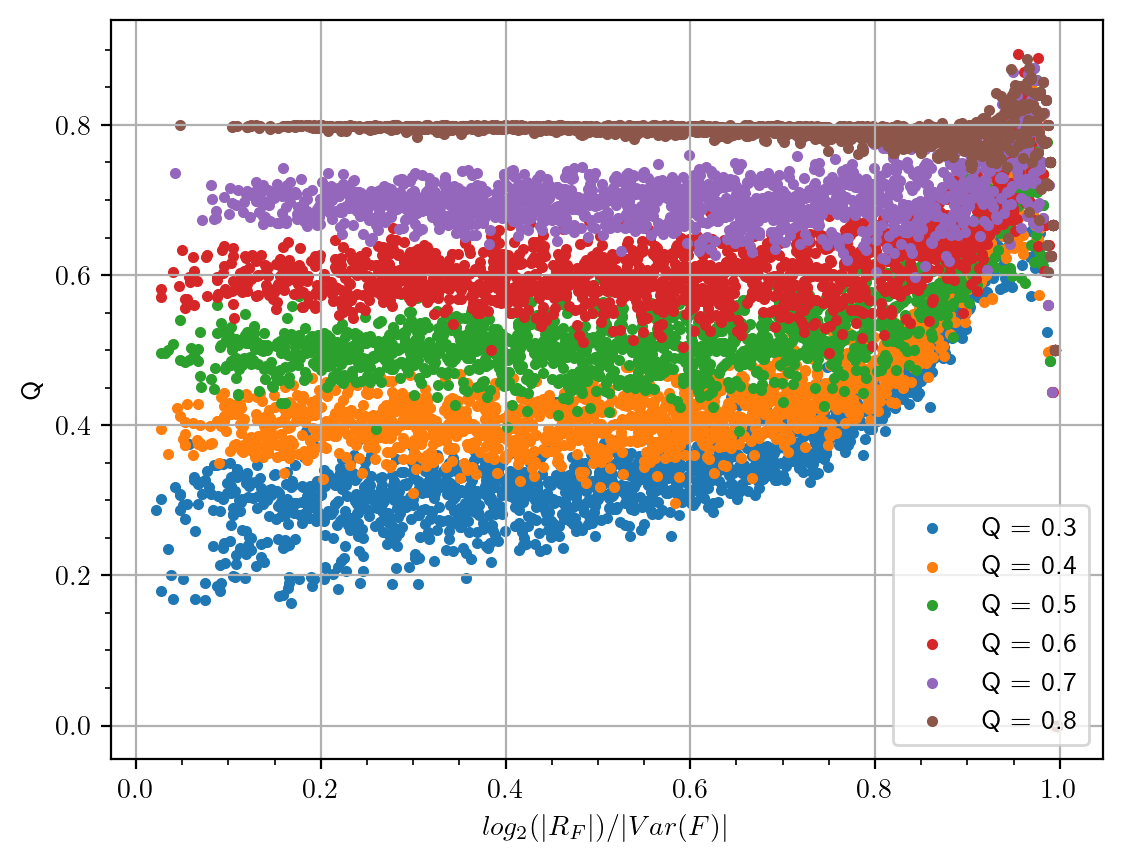 0.8
0.6
0.4
0.2
0.0
Q
0.0 0.2 0.4 0.6 0.8 1.0
log₂(|R_F|)/|Var(F)|
Q = 0.3
Q = 0.4
Q = 0.5
Q = 0.6
Q = 0.7
Q = 0.8